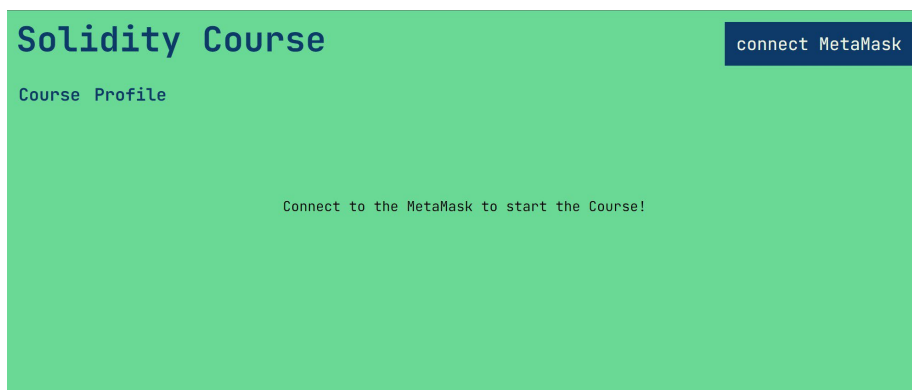 Solidity Course
connect MetaMask
Course Profile
Connect to the MetaMask to start the Course!